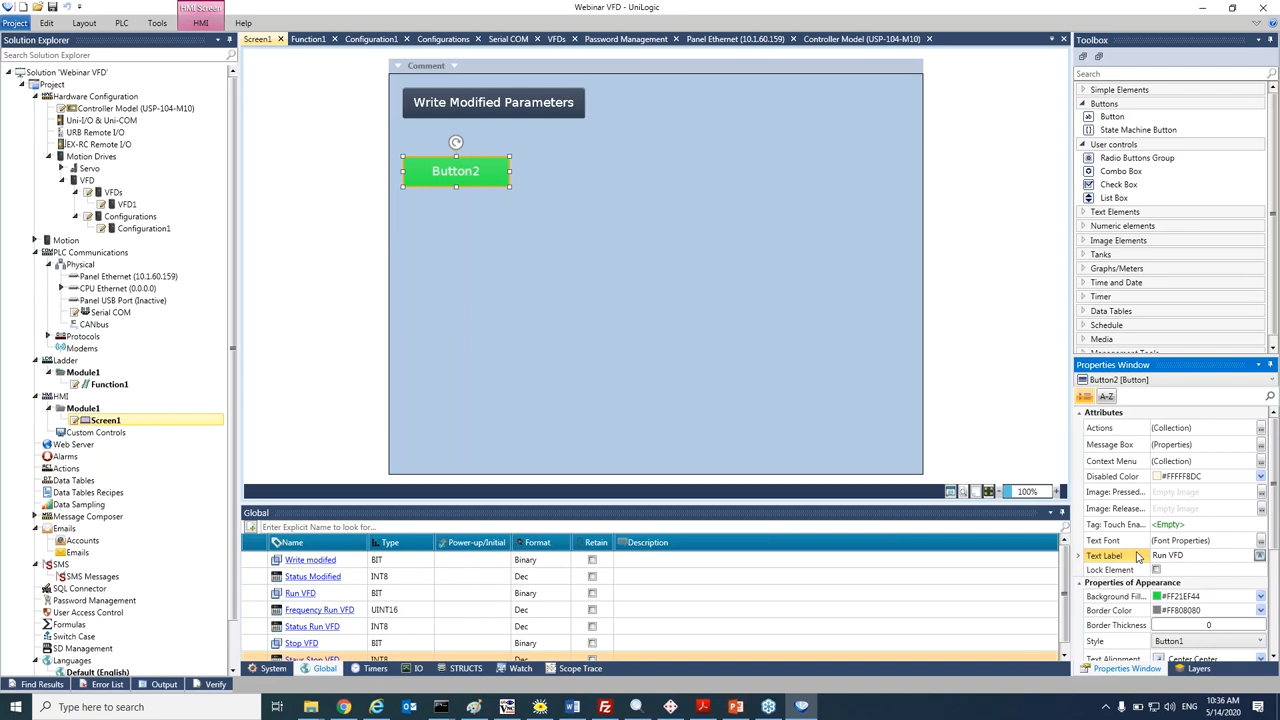 HMI Screen
Webinar VFD - UniLogic
Project Edit Layout PLC Tools HMI Help
Solution Explorer
Search Solution Explorer
Solution 'Webinar VFD'
Project
Hardware Configuration
Controller Model (USP-104-M10)
Uni-I/O & Uni-COM
URB Remote I/O
EX-RC Remote I/O
Motion Drives
Servo
VFD
VFDs
VFD1
Configurations
Configuration1
Motion
PLC Communications
Physical
Panel Ethernet (10.1.60.159)
CPU Ethernet (0.0.0.0)
Panel USB Port (Inactive)
Serial COM
CANbus
Protocols
Modems
Ladder
Module1
Function1
HMI
Module1
Screen1
Custom Controls
Web Server
Alarms
Actions
Data Tables
Data Tables Recipes
Data Sampling
Message Composer
Emails
Accounts
Emails
SMS
SMS Messages
SQL Connector
Password Management
User Access Control
Formulas
Switch Case
SD Management
Languages
Default (English)
Find Results Error List Output Verify
Screen1 Function1 Configuration1 Configurations Serial COM VFDs Password Management Panel Ethernet (10.1.60.159) Controller Model (USP-104-M10)
Comment
Write Modified Parameters
Button2
100%
Global
Enter Explicit Name to look for...
Name Type Power-up/Initial Format Retain Description
Write modifed BIT Binary
Status Modified INT8 Dec
Run VFD BIT Binary
Frequency Run VFD UINT16 Dec
Status Run VFD INT8 Dec
Stop VFD BIT Binary
Staus Stop VFD INT8 Dec
System Global Timers IO STRUCTS Watch Scope Trace
Toolbox
Search
Simple Elements
Buttons
Button
State Machine Button
User controls
Radio Buttons Group
Combo Box
Check Box
List Box
Text Elements
Numeric elements
Image Elements
Tanks
Graphs/Meters
Time and Date
Timer
Data Tables
Schedule
Media
Management Tools
Properties Window
Button2 [Button]
A-Z
Attributes
Actions (Collection)
Message Box (Properties)
Context Menu (Collection)
Disabled Color #FFFFF8DC
Image: Pressed... Empty Image
Image: Release... Empty Image
Tag: Touch Ena... <Empty>
Text Font (Font Properties)
Text Label Run VFD
Lock Element
Properties of Appearance
Background Fill... #FF21EF44
Border Color #FF808080
Border Thickness 0
Style Button1
Text Alignment Center Center
Properties Window Layers
Type here to search
ENG
10:36 AM
5/14/2020